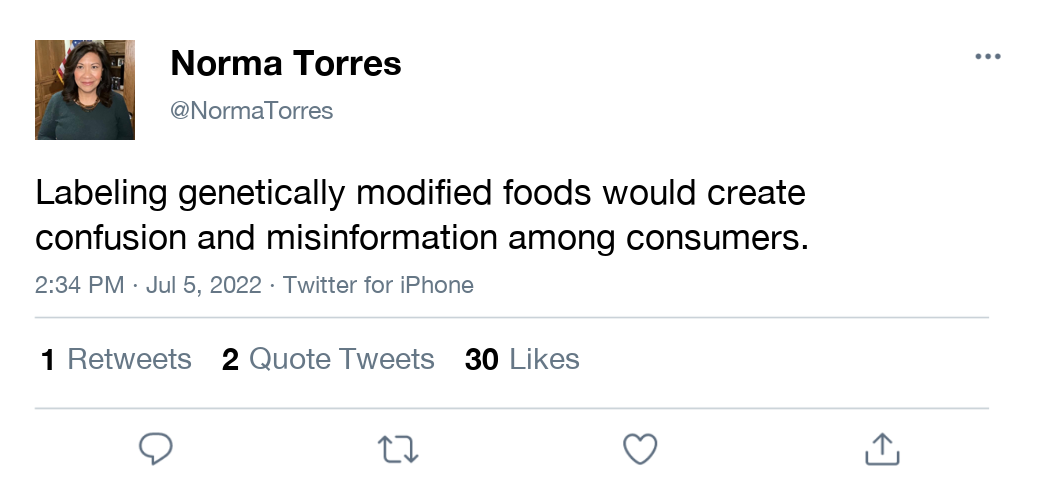 Norma Torres
@NormaTorres
Labeling genetically modified foods would create
confusion and misinformation among consumers.
2:34 PM · Jul 5, 2022 · Twitter for iPhone
1 Retweets 2 Quote Tweets 30 Likes